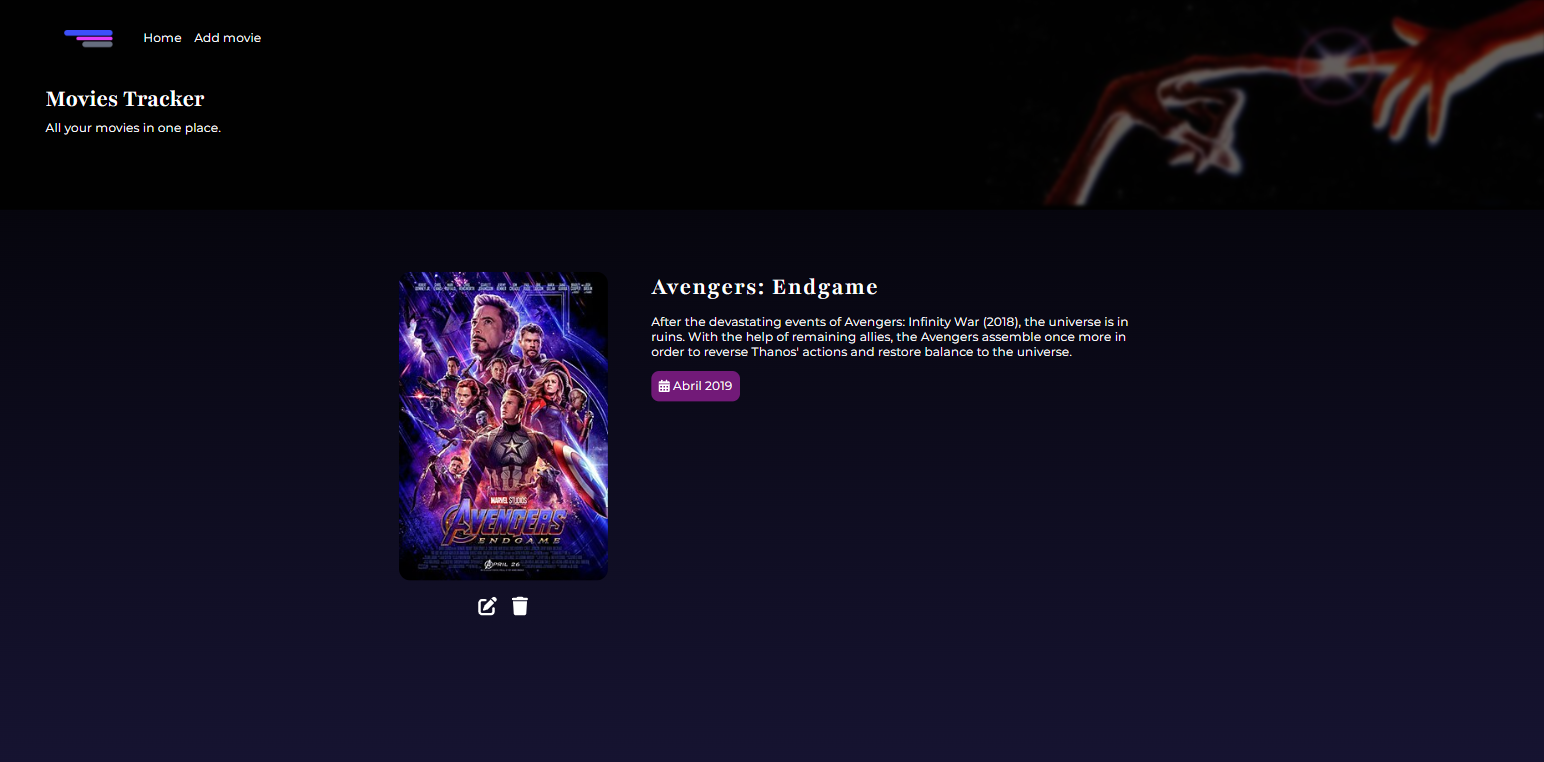 Home Add movie
Movies Tracker
All your movies in one place.
Avengers: Endgame
After the devastating events of Avengers: Infinity War (2018), the universe is in
ruins. With the help of remaining allies, the Avengers assemble once more in
order to reverse Thanos' actions and restore balance to the universe.
Abril 2019
MARVEL STUDIOS
AVENGERS
ENDGAME
APRIL 26